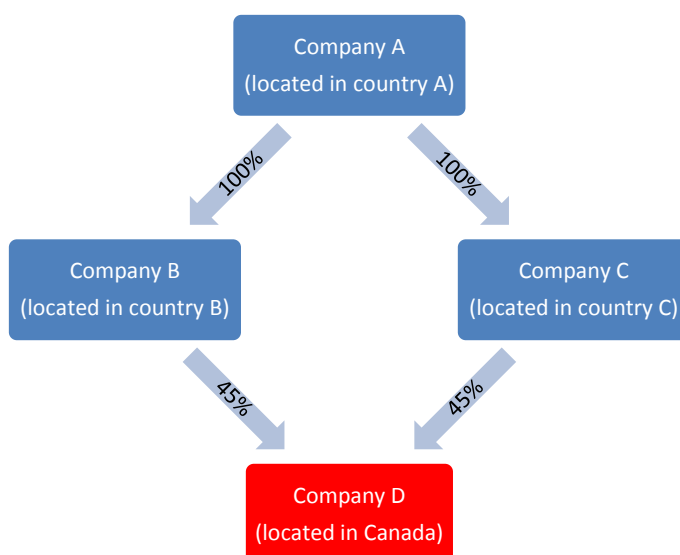 Company A
(located in country A)
100%
100%
Company B
(located in country B)
Company C
(located in country C)
45%
45%
Company D
(located in Canada)